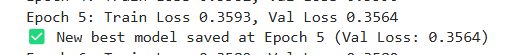 Epoch 5: Train Loss 0.3593, Val Loss 0.3564
✅ New best model saved at Epoch 5 (Val Loss: 0.3564)